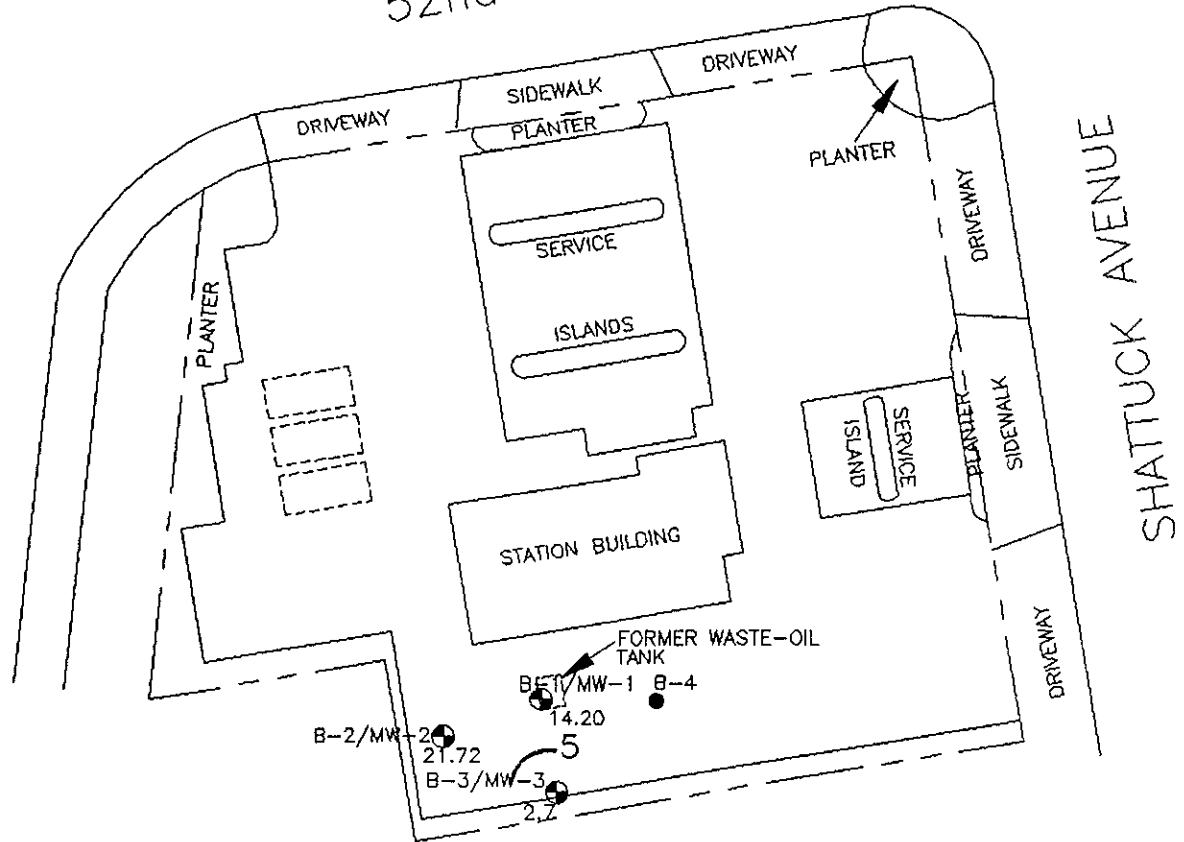 52nd
DRIVEWAY
SIDEWALK
DRIVEWAY
PLANTER
PLANTER
SERVICE
ISLANDS
PLANTER
DRIVEWAY
SHATTUCK AVENUE
SERVICE
ISLAND
PLANTER
SIDEWALK
STATION BUILDING
DRIVEWAY
FORMER WASTE-OIL
TANK
B-1/MW-1
B-4
14.20
B-2/MW-2
21.72
5
B-3/MW-3
2.7